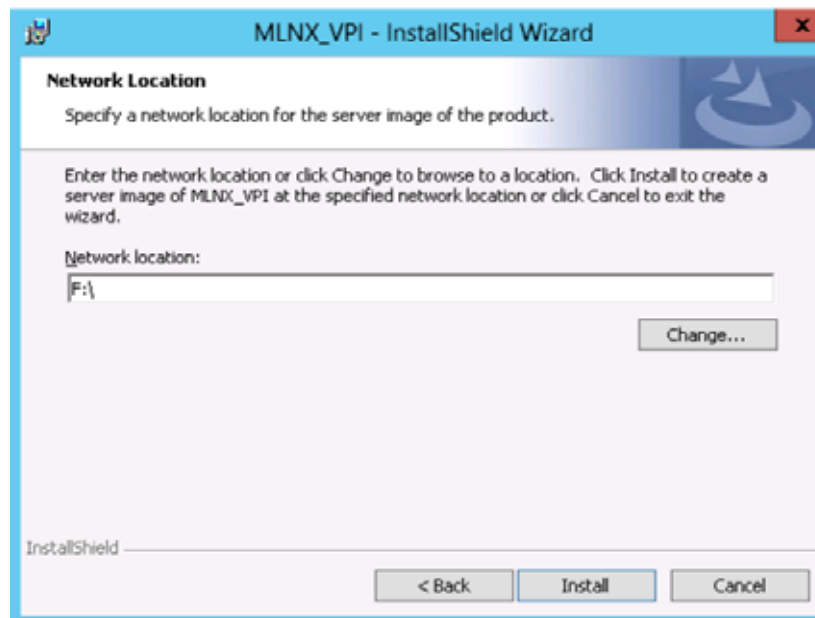 MLNX_VPI - InstallShield Wizard
Network Location
Specify a network location for the server image of the product.
Enter the network location or click Change to browse to a location. Click Install to create a
server image of MLNX_VPI at the specified network location or click Cancel to exit the
wizard.
Network location:
F:\
Change...
InstallShield
< Back
Install
Cancel